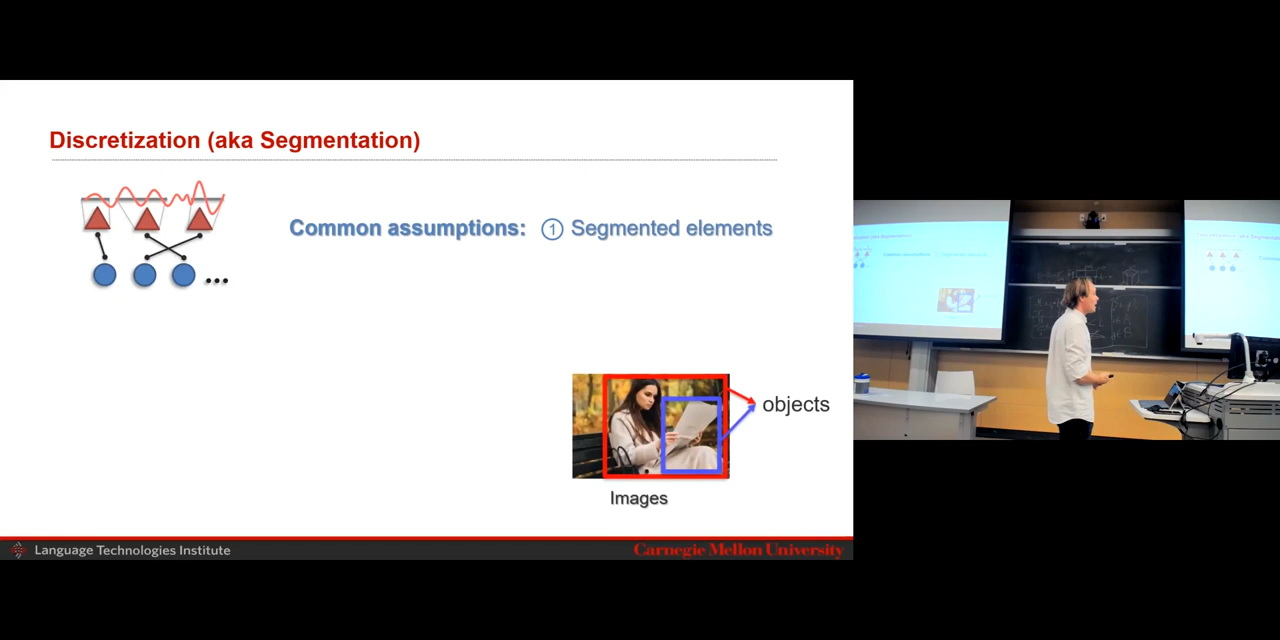 Discretization (aka Segmentation)
Common assumptions: 1 Segmented elements
objects
Images
Language Technologies Institute
Carnegie Mellon University